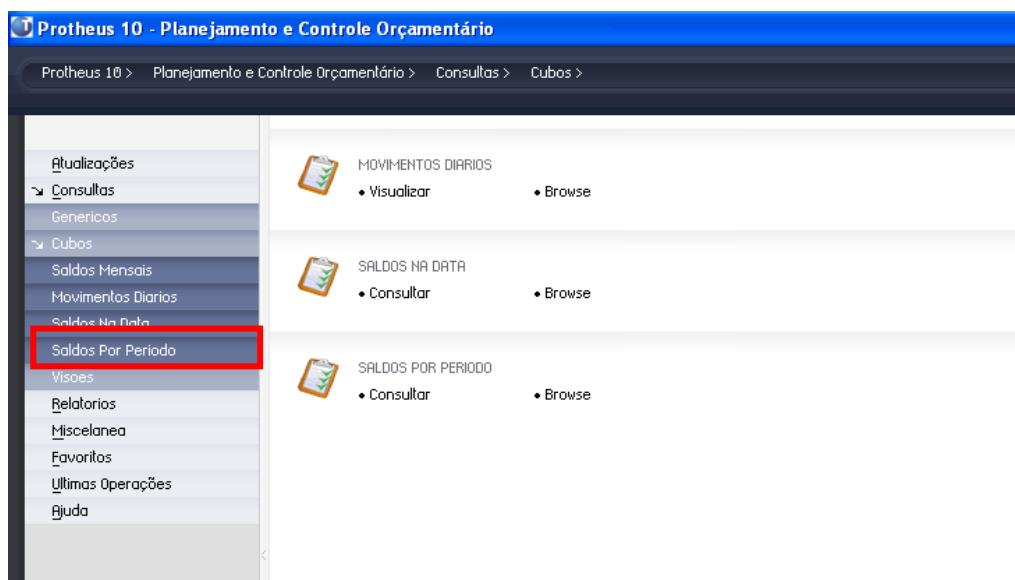 Protheus 10 - Planejamento e Controle Orçamentário
Protheus 10 > Planejamento e Controle Orçamentário > Consultas > Cubos >
Atualizações
Consultas
Genericos
Cubos
Saldos Mensais
Movimentos Diarios
Saldos Na Data
Saldos Por Periodo
Visoes
Relatorios
Miscelanea
Favoritos
Ultimas Operações
Ajuda
MOVIMENTOS DIARIOS
• Visualizar • Browse
SALDOS NA DATA
• Consultar • Browse
SALDOS POR PERIODO
• Consultar • Browse